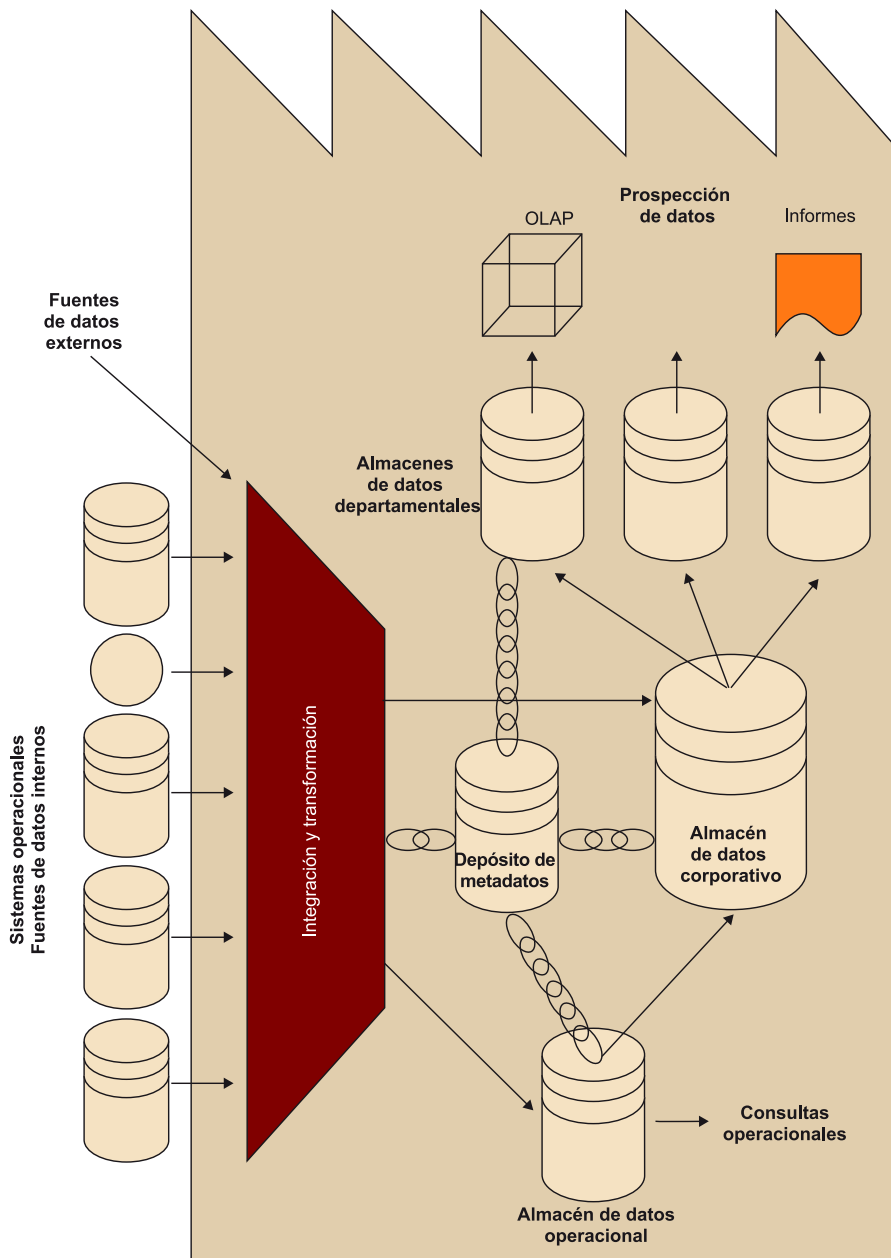 OLAP
Prospección
de datos
Informes
Fuentes
de datos
externos
Almacenes
de datos
departamentales
Sistemas operacionales
Fuentes de datos internos
Integración y transformación
Depósito de
metadatos
Almacén
de datos
corporativo
Consultas
operacionales
Almacén de datos
operacional